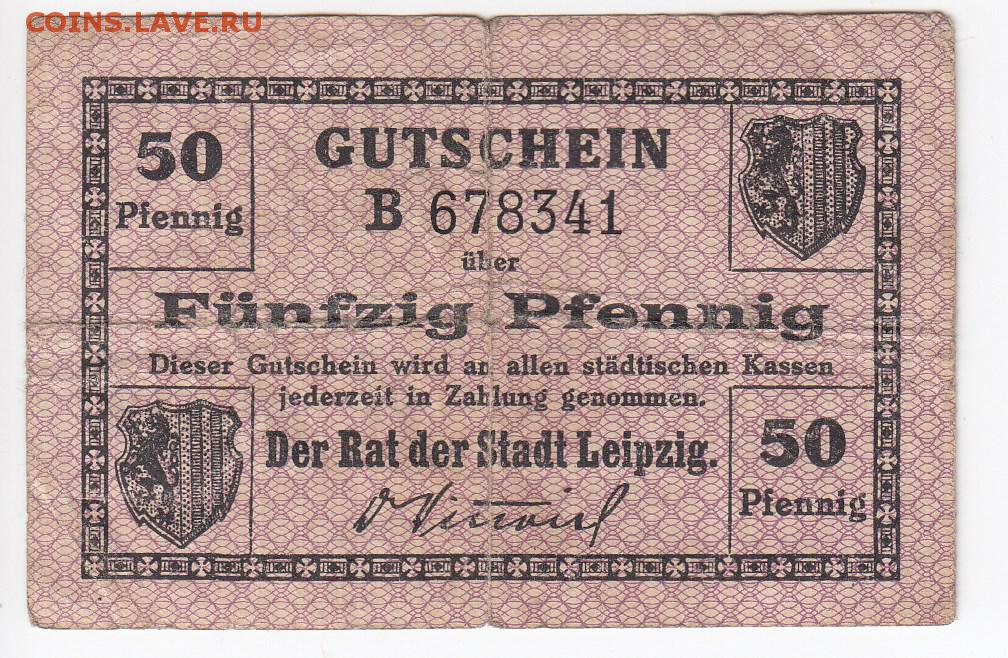 COINS.LAVE.RU
50
Pfennig
GUTSCHEIN
B 678341
über
Fünfzig Pfennig
Dieser Gutschein wird an allen städtischen Kassen
jederzeit in Zahlung genommen.
Der Rat der Stadt Leipzig.
50
Pfennig